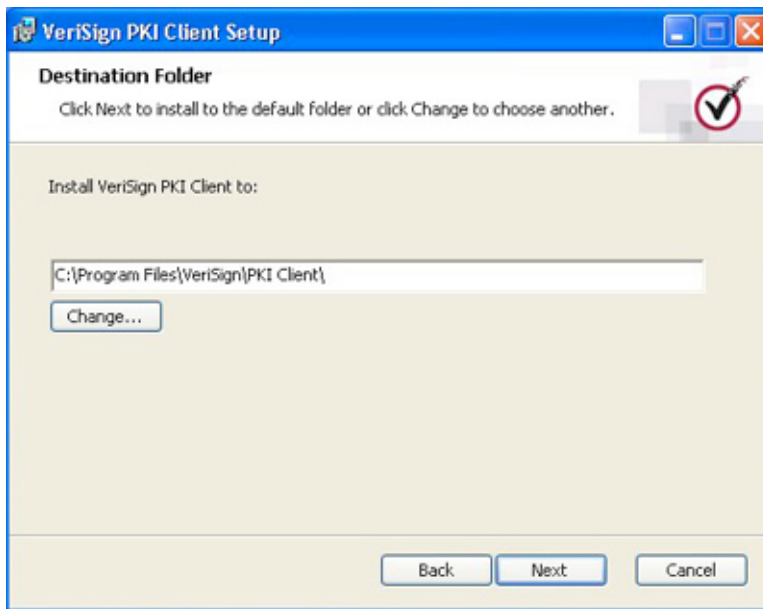 VeriSign PKI Client Setup
Destination Folder
Click Next to install to the default folder or click Change to choose another.
Install VeriSign PKI Client to:
C:\Program Files\VeriSign\PKI Client\
Change...
Back Next Cancel